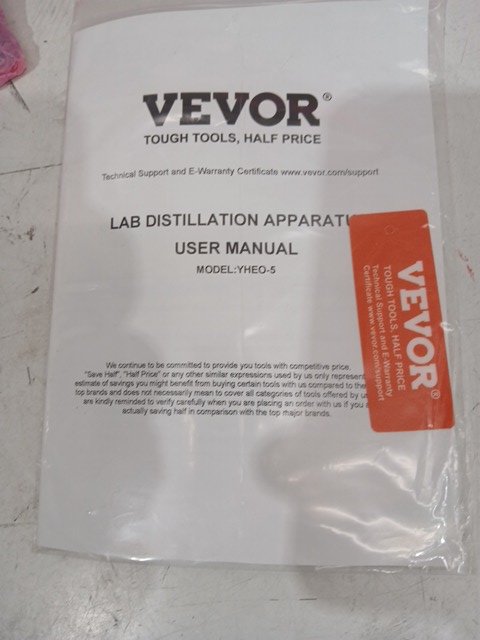 VEVOR®
TOUGH TOOLS, HALF PRICE
Technical Support and E-Warranty Certificate www.vevor.com/support
LAB DISTILLATION APPARATU
USER MANUAL
MODEL:YHEO-5
We continue to be committed to provide you tools with competitive price.
"Save Half", "Half Price" or any other similar expressions used by us only represent
estimate of savings you might benefit from buying certain tools with us compared to the
top brands and does not necessarily mean to cover all categories of tools offered by us
are kindly reminded to verify carefully when you are placing an order with us if you
actually saving half in comparison with the top major brands.
VEVOR®
TOUGH TOOLS, HALF PRICE
Technical Support and E-Warranty
Certificate www.vevor.com/support